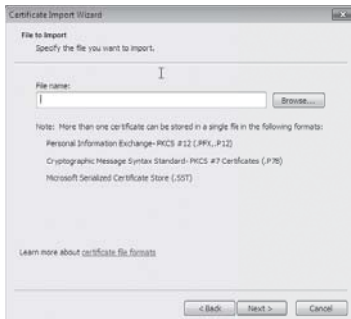 Certificate Import Wizard
File to Import
Specify the file you want to import.
File name:
Browse...
Note: More than one certificate can be stored in a single file in the following formats:
Personal Information Exchange- PKCS #12 (.PFX,.P12)
Cryptographic Message Syntax Standard- PKCS #7 Certificates (.P7B)
Microsoft Serialized Certificate Store (.SST)
Learn more about certificate file formats
< Back
Next >
Cancel